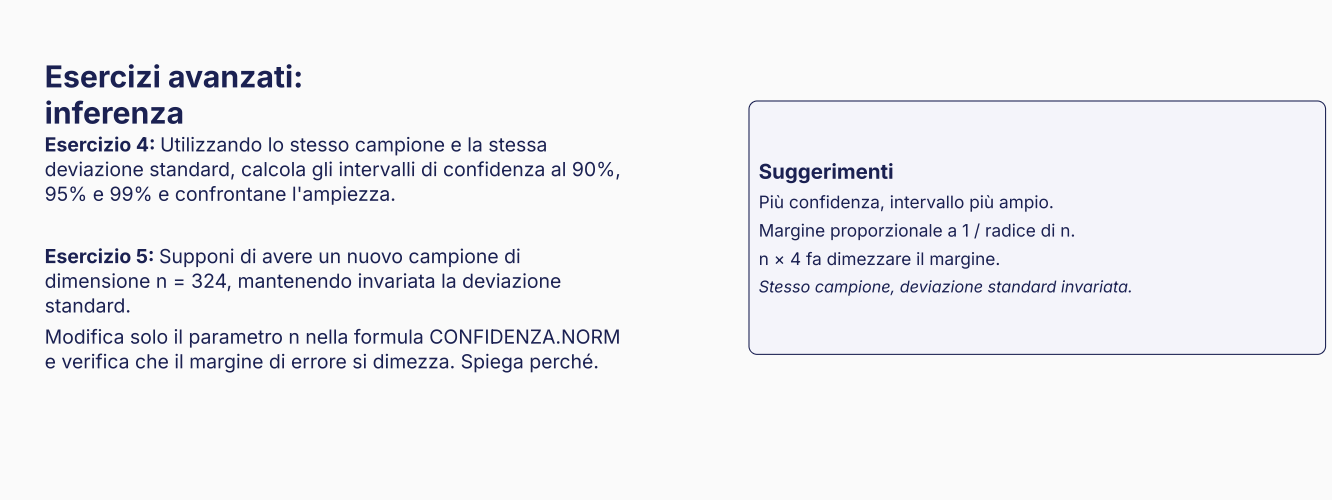 Esercizi avanzati:
inferenza
Esercizio 4: Utilizzando lo stesso campione e la stessa
deviazione standard, calcola gli intervalli di confidenza al 90%,
95% e 99% e confrontane l'ampiezza.
Esercizio 5: Supponi di avere un nuovo campione di
dimensione n = 324, mantenendo invariata la deviazione
standard.
Modifica solo il parametro n nella formula CONFIDENZA.NORM
e verifica che il margine di errore si dimezza. Spiega perché.
Suggerimenti
Più confidenza, intervallo più ampio.
Margine proporzionale a 1 / radice di n.
n × 4 fa dimezzare il margine.
Stesso campione, deviazione standard invariata.